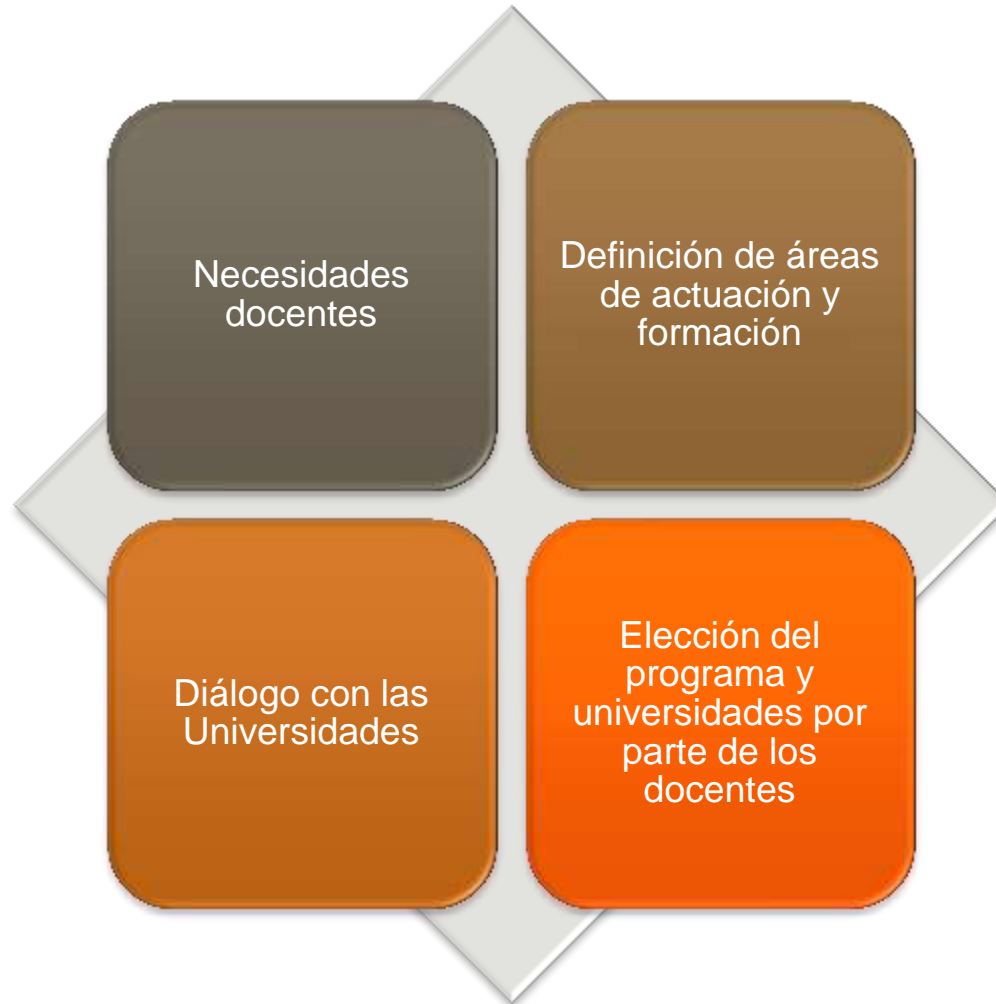 Necesidades
docentes
Definición de áreas
de actuación y
formación
Diálogo con las
Universidades
Elección del
programa y
universidades por
parte de los
docentes